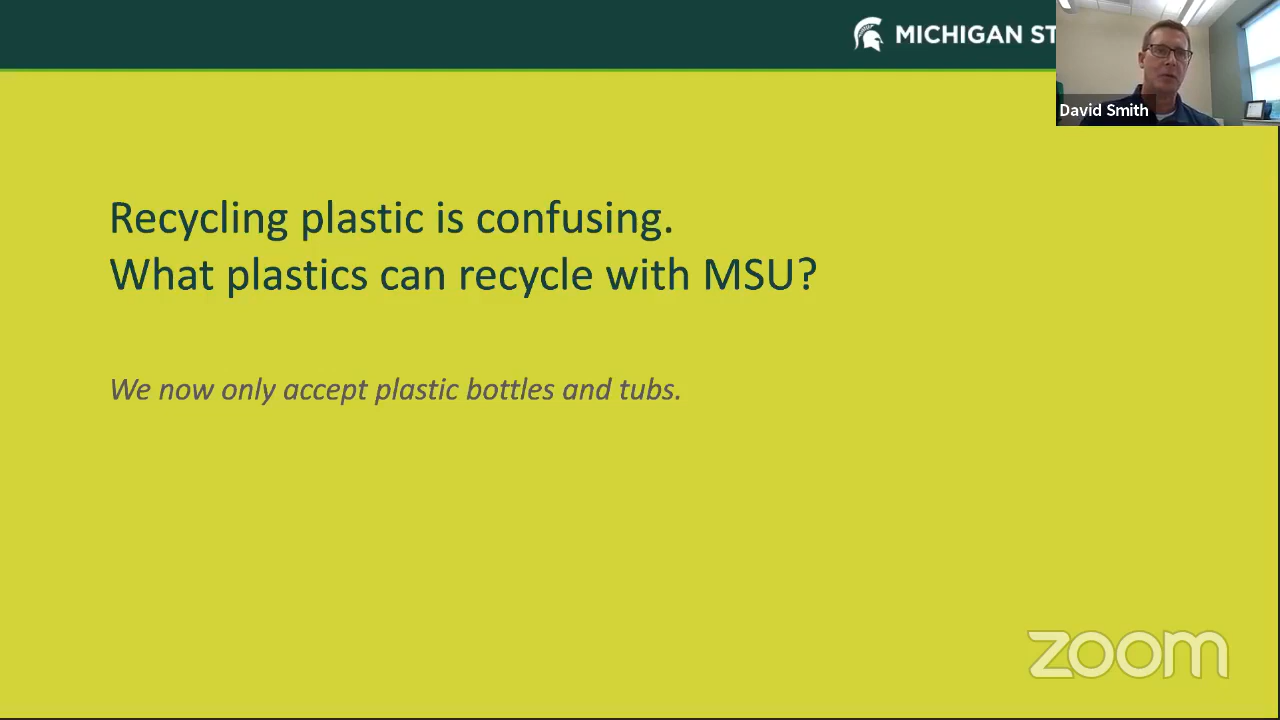 MICHIGAN ST
David Smith
Recycling plastic is confusing.
What plastics can recycle with MSU?
We now only accept plastic bottles and tubs.
zoom